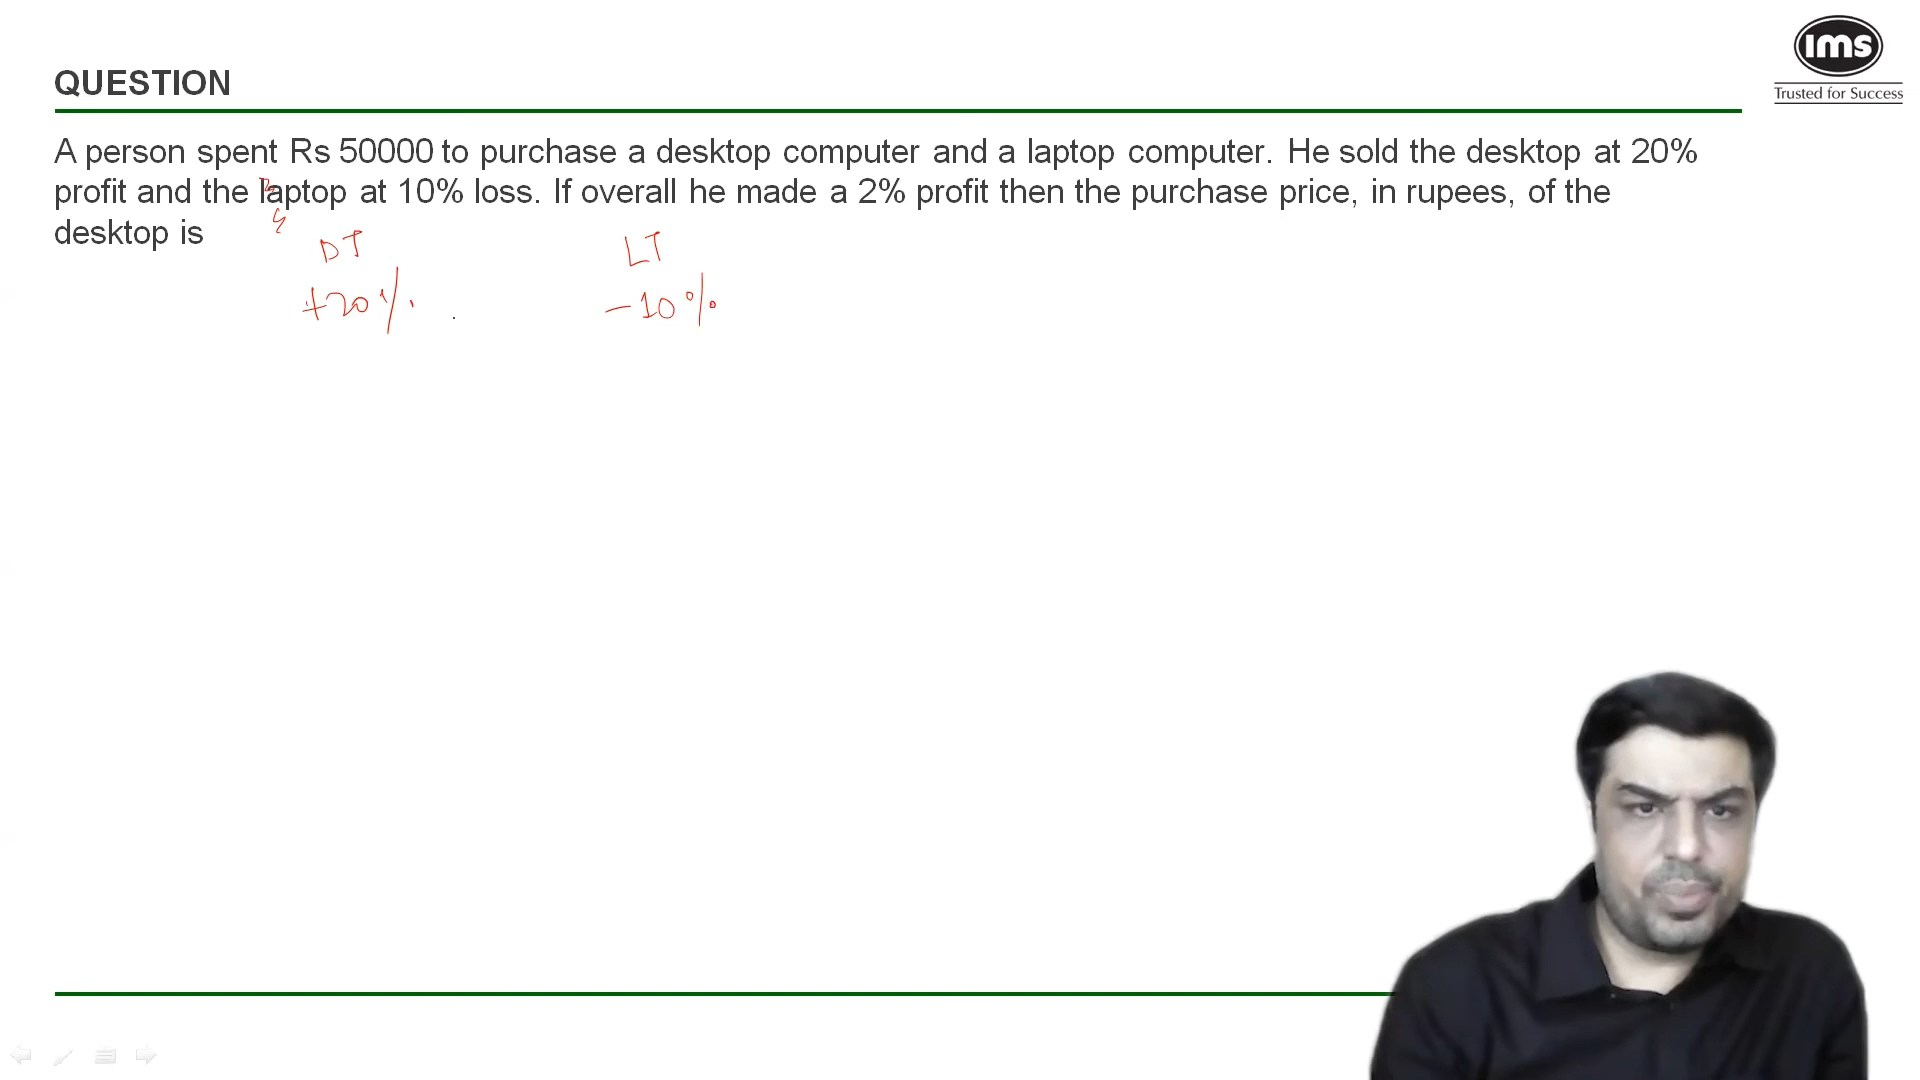 ims
Trusted for Success
QUESTION
A person spent Rs 50000 to purchase a desktop computer and a laptop computer. He sold the desktop at 20%
profit and the laptop at 10% loss. If overall he made a 2% profit then the purchase price, in rupees, of the
desktop is
DT LT
+20% -10%